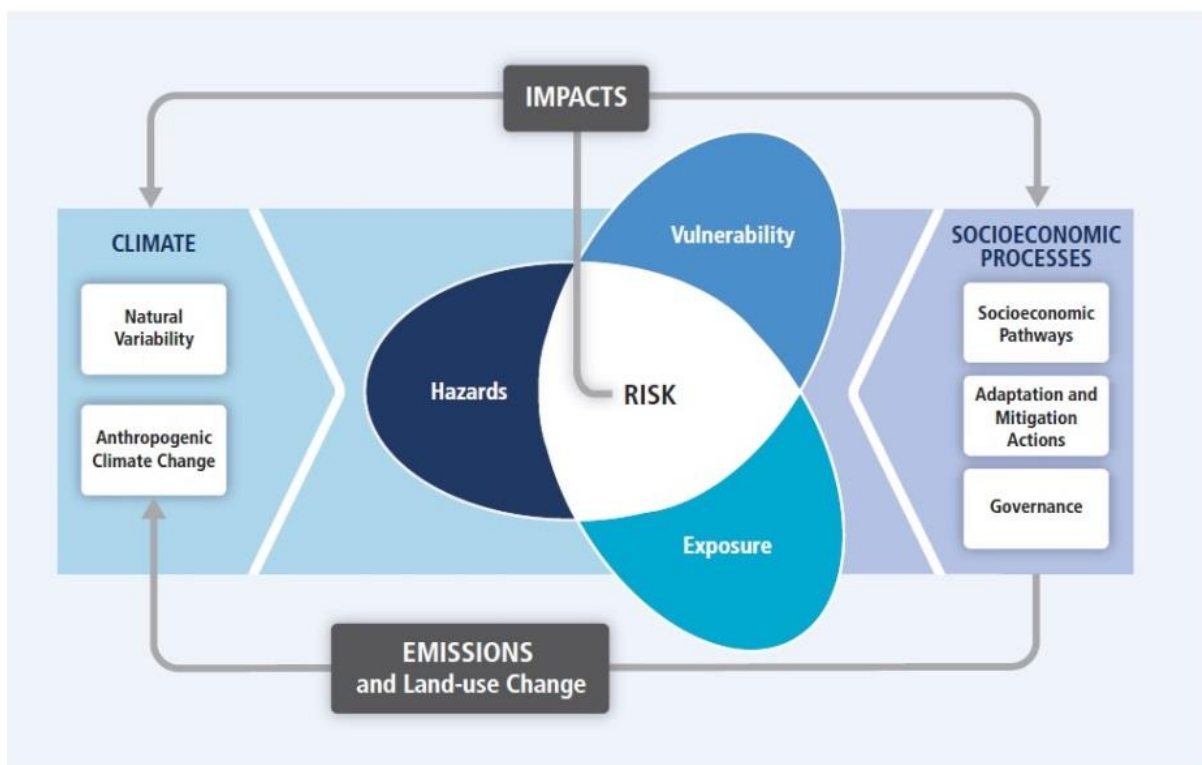 IMPACTS
CLIMATE
Natural
Variability
Anthropogenic
Climate Change
Vulnerability
Hazards
RISK
Exposure
SOCIOECONOMIC
PROCESSES
Socioeconomic
Pathways
Adaptation and
Mitigation
Actions
Governance
EMISSIONS
and Land-use Change